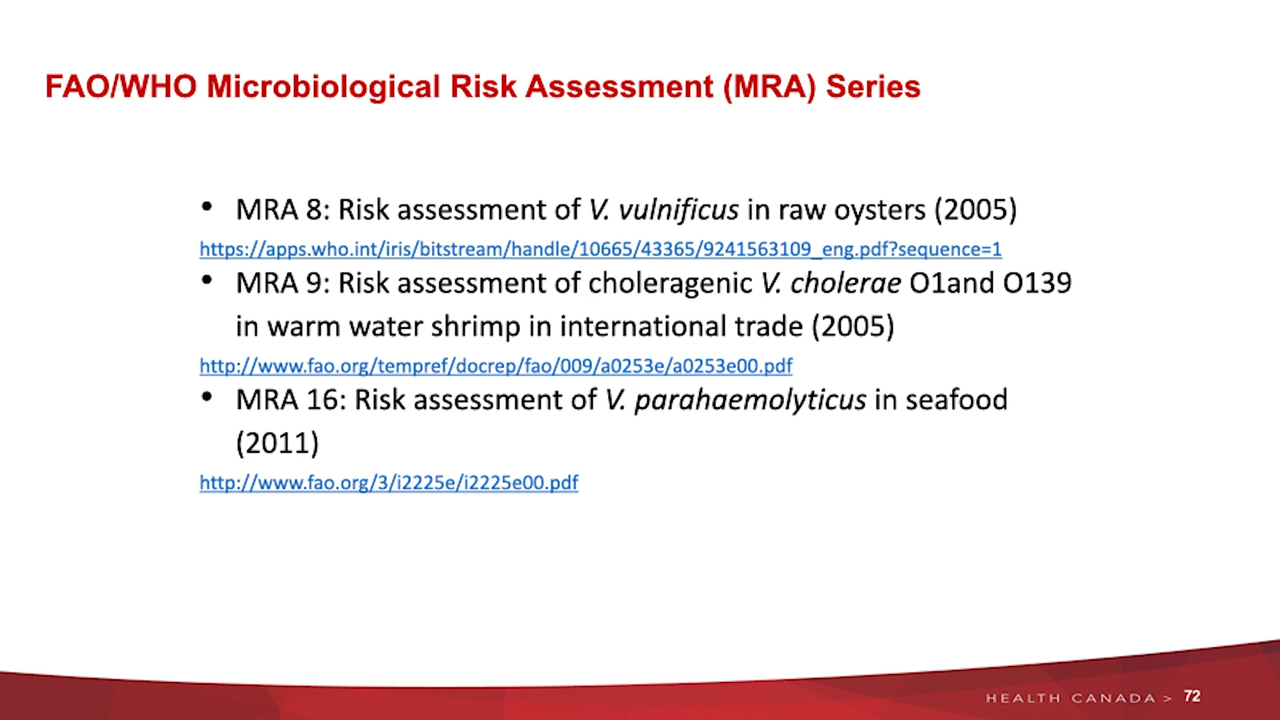 FAO/WHO Microbiological Risk Assessment (MRA) Series
• MRA 8: Risk assessment of V. vulnificus in raw oysters (2005)
https://apps.who.int/iris/bitstream/handle/10665/43365/9241563109_eng.pdf?sequence=1
• MRA 9: Risk assessment of choleragenic V. cholerae O1and O139
in warm water shrimp in international trade (2005)
http://www.fao.org/tempref/docrep/fao/009/a0253e/a0253e00.pdf
• MRA 16: Risk assessment of V. parahaemolyticus in seafood
(2011)
http://www.fao.org/3/i2225e/i2225e00.pdf
HEALTH CANADA > 72